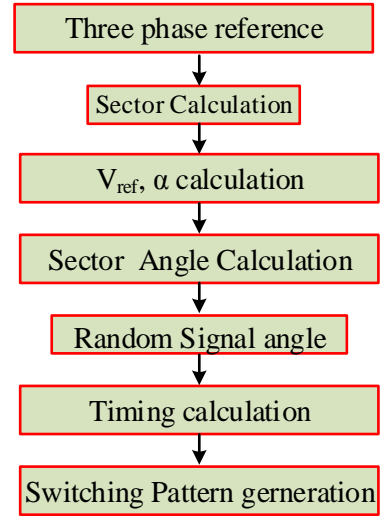 Three phase reference
Sector Calculation
Vref, α calculation
Sector Angle Calculation
Random Signal angle
Timing calculation
Switching Pattern gerneration